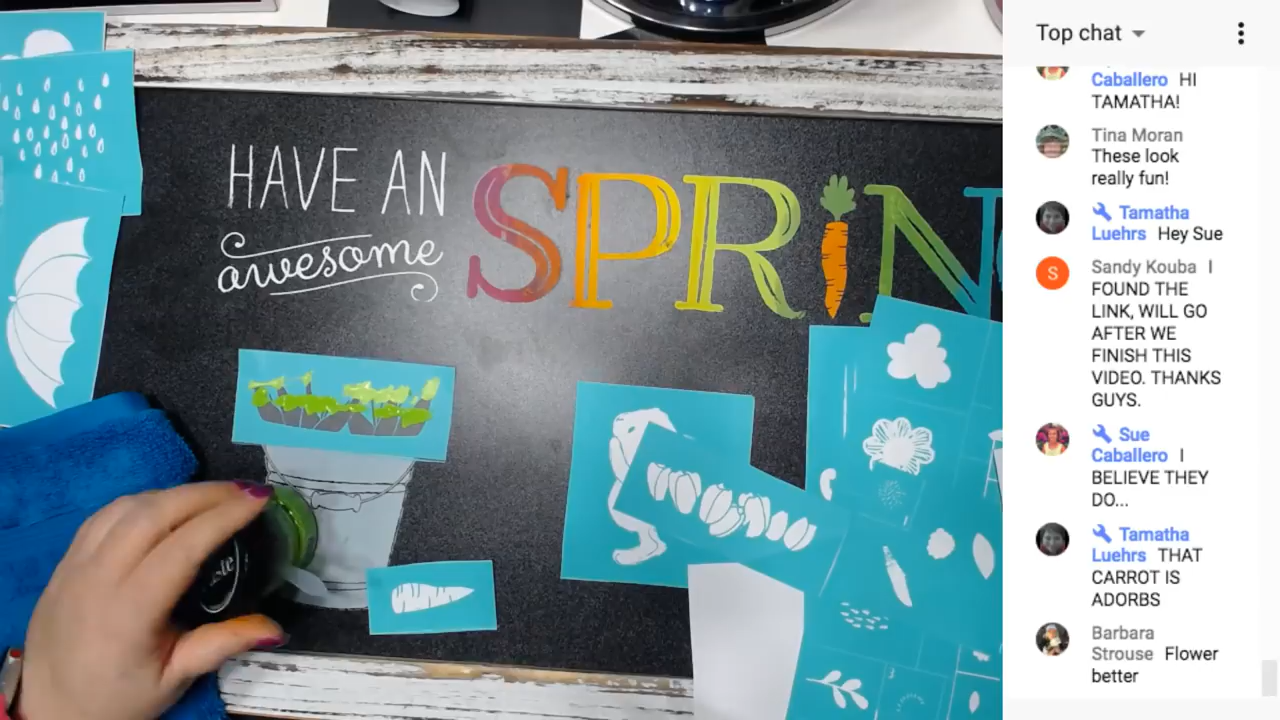 HAVE AN
awesome
SPRIN
Top chat
Caballero HI
TAMATHA!
Tina Moran
These look
really fun!
Tamatha
Luehrs Hey Sue
S
Sandy Kouba I
FOUND THE
LINK, WILL GO
AFTER WE
FINISH THIS
VIDEO. THANKS
GUYS.
Sue
Caballero I
BELIEVE THEY
DO...
Tamatha
Luehrs THAT
CARROT IS
ADORBS
Barbara
Strouse Flower
better